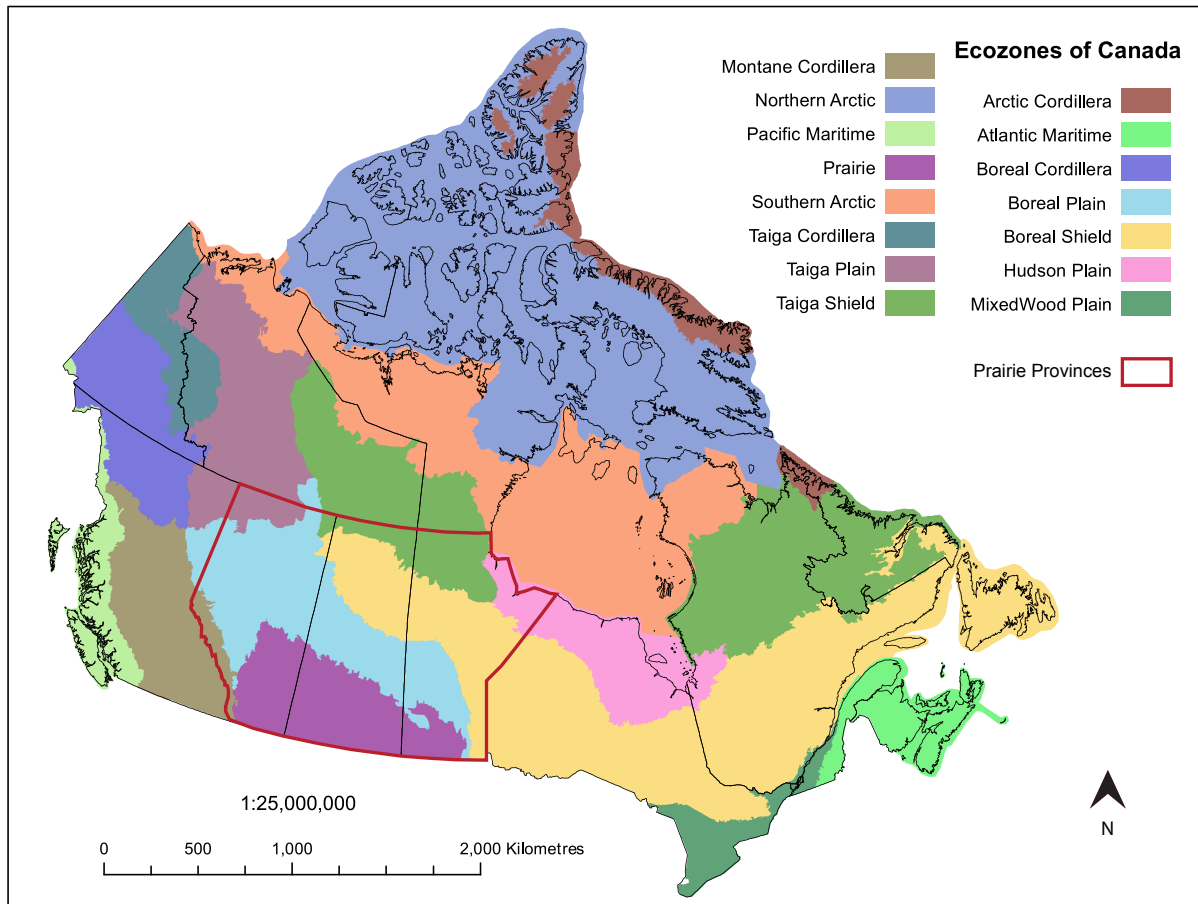 Ecozones of Canada
Montane Cordillera
Northern Arctic
Pacific Maritime
Prairie
Southern Arctic
Taiga Cordillera
Taiga Plain
Taiga Shield
Arctic Cordillera
Atlantic Maritime
Boreal Cordillera
Boreal Plain
Boreal Shield
Hudson Plain
MixedWood Plain
Prairie Provinces
1:25,000,000
0 500 1,000 2,000 Kilometres
N